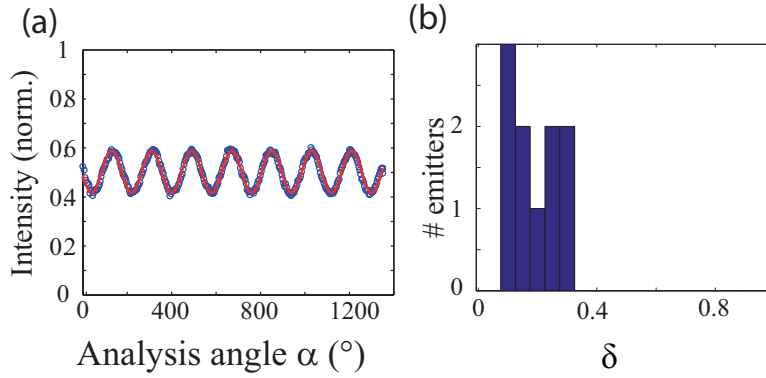 (a)
Intensity (norm.)
1
0.8
0.6
0.4
0.2
0
0
400
800
1200
Analysis angle α (°)
(b)
# emitters
2
1
0
0
0.4
0.8
δ